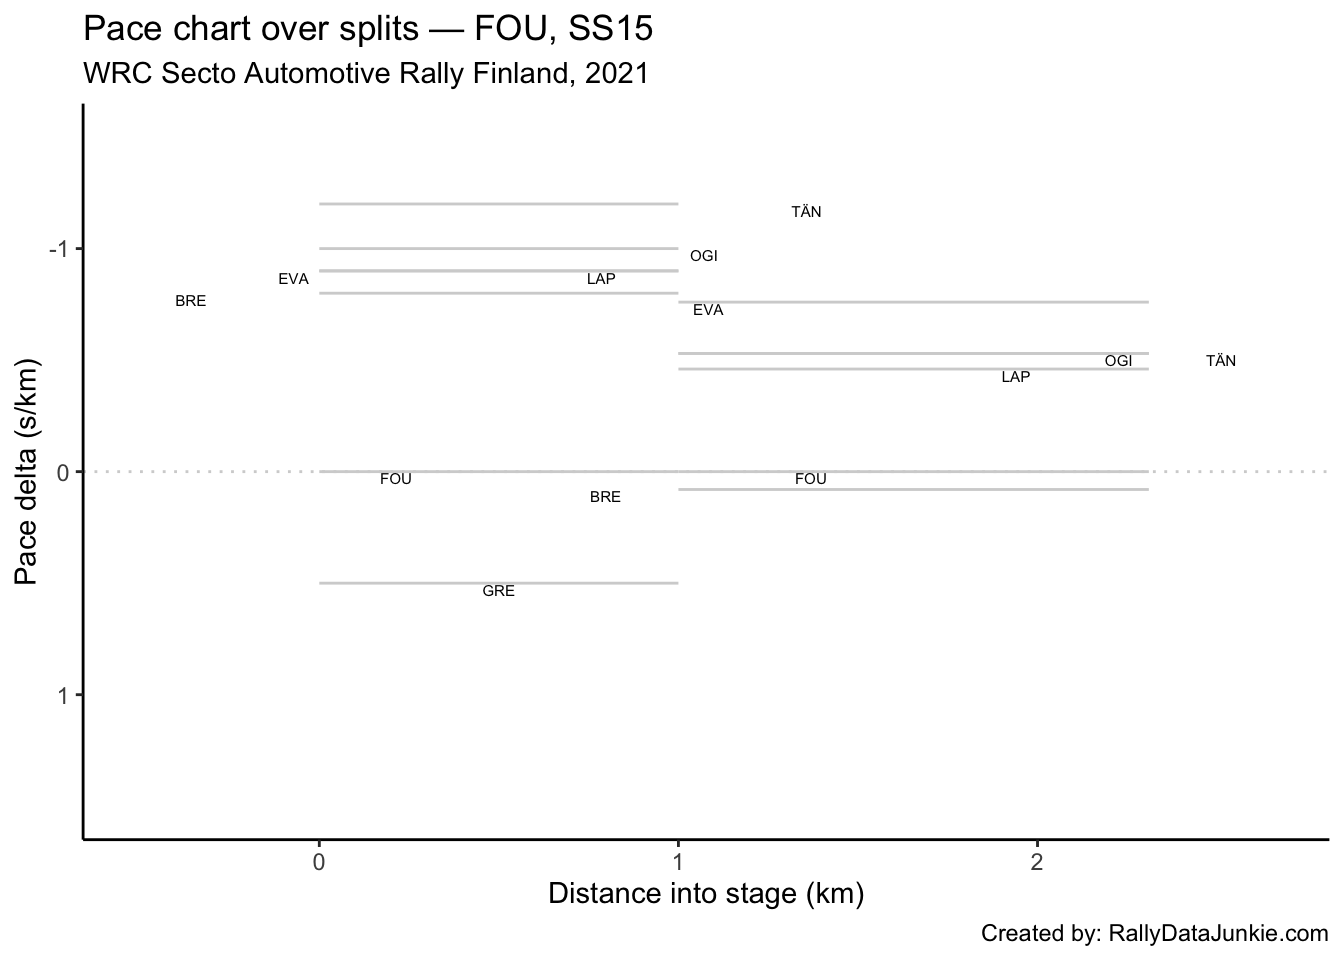 Pace chart over splits — FOU, SS15
WRC Secto Automotive Rally Finland, 2021
TÄN
-1
OGI
EVA
LAP
BRE
EVA
OGI
TÄN
LAP
0
FOU
FOU
BRE
GRE
1
0
1
2
Pace delta (s/km)
Distance into stage (km)
Created by: RallyDataJunkie.com